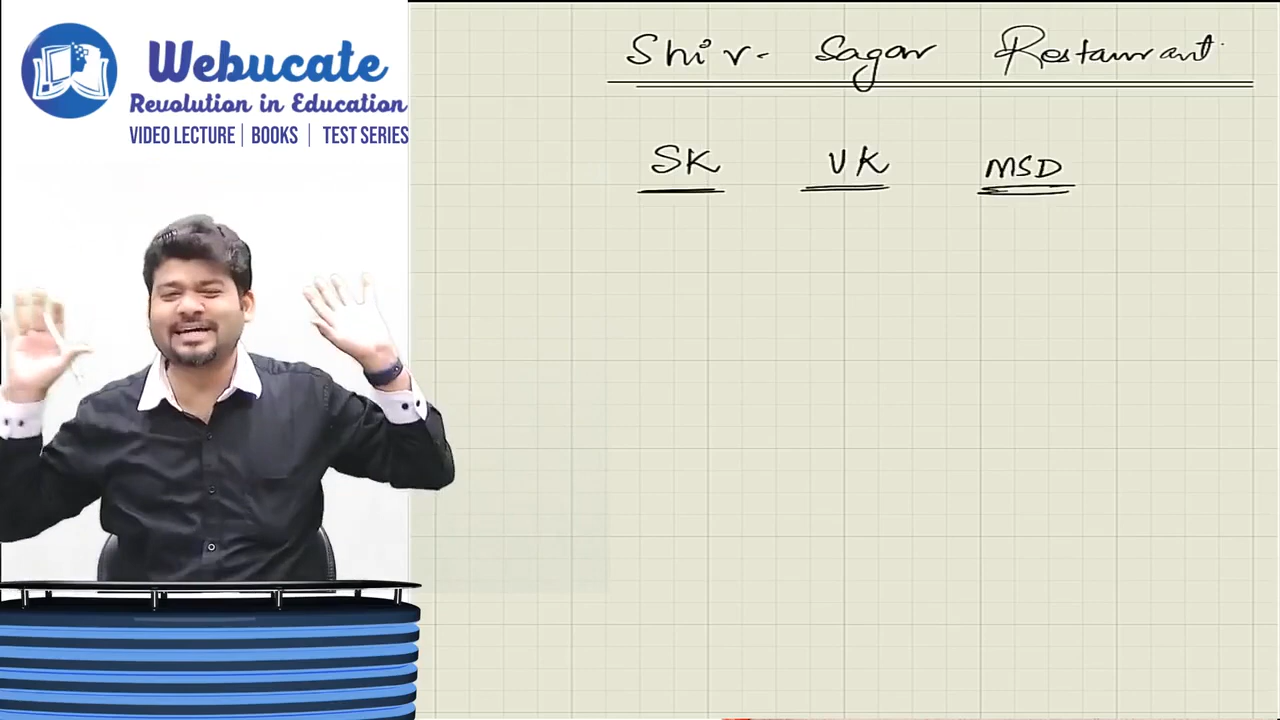 Webucate
Revolution in Education
VIDEO LECTURE | BOOKS | TEST SERIES
Shiv-Sagar Restaurant
SK VK MSD